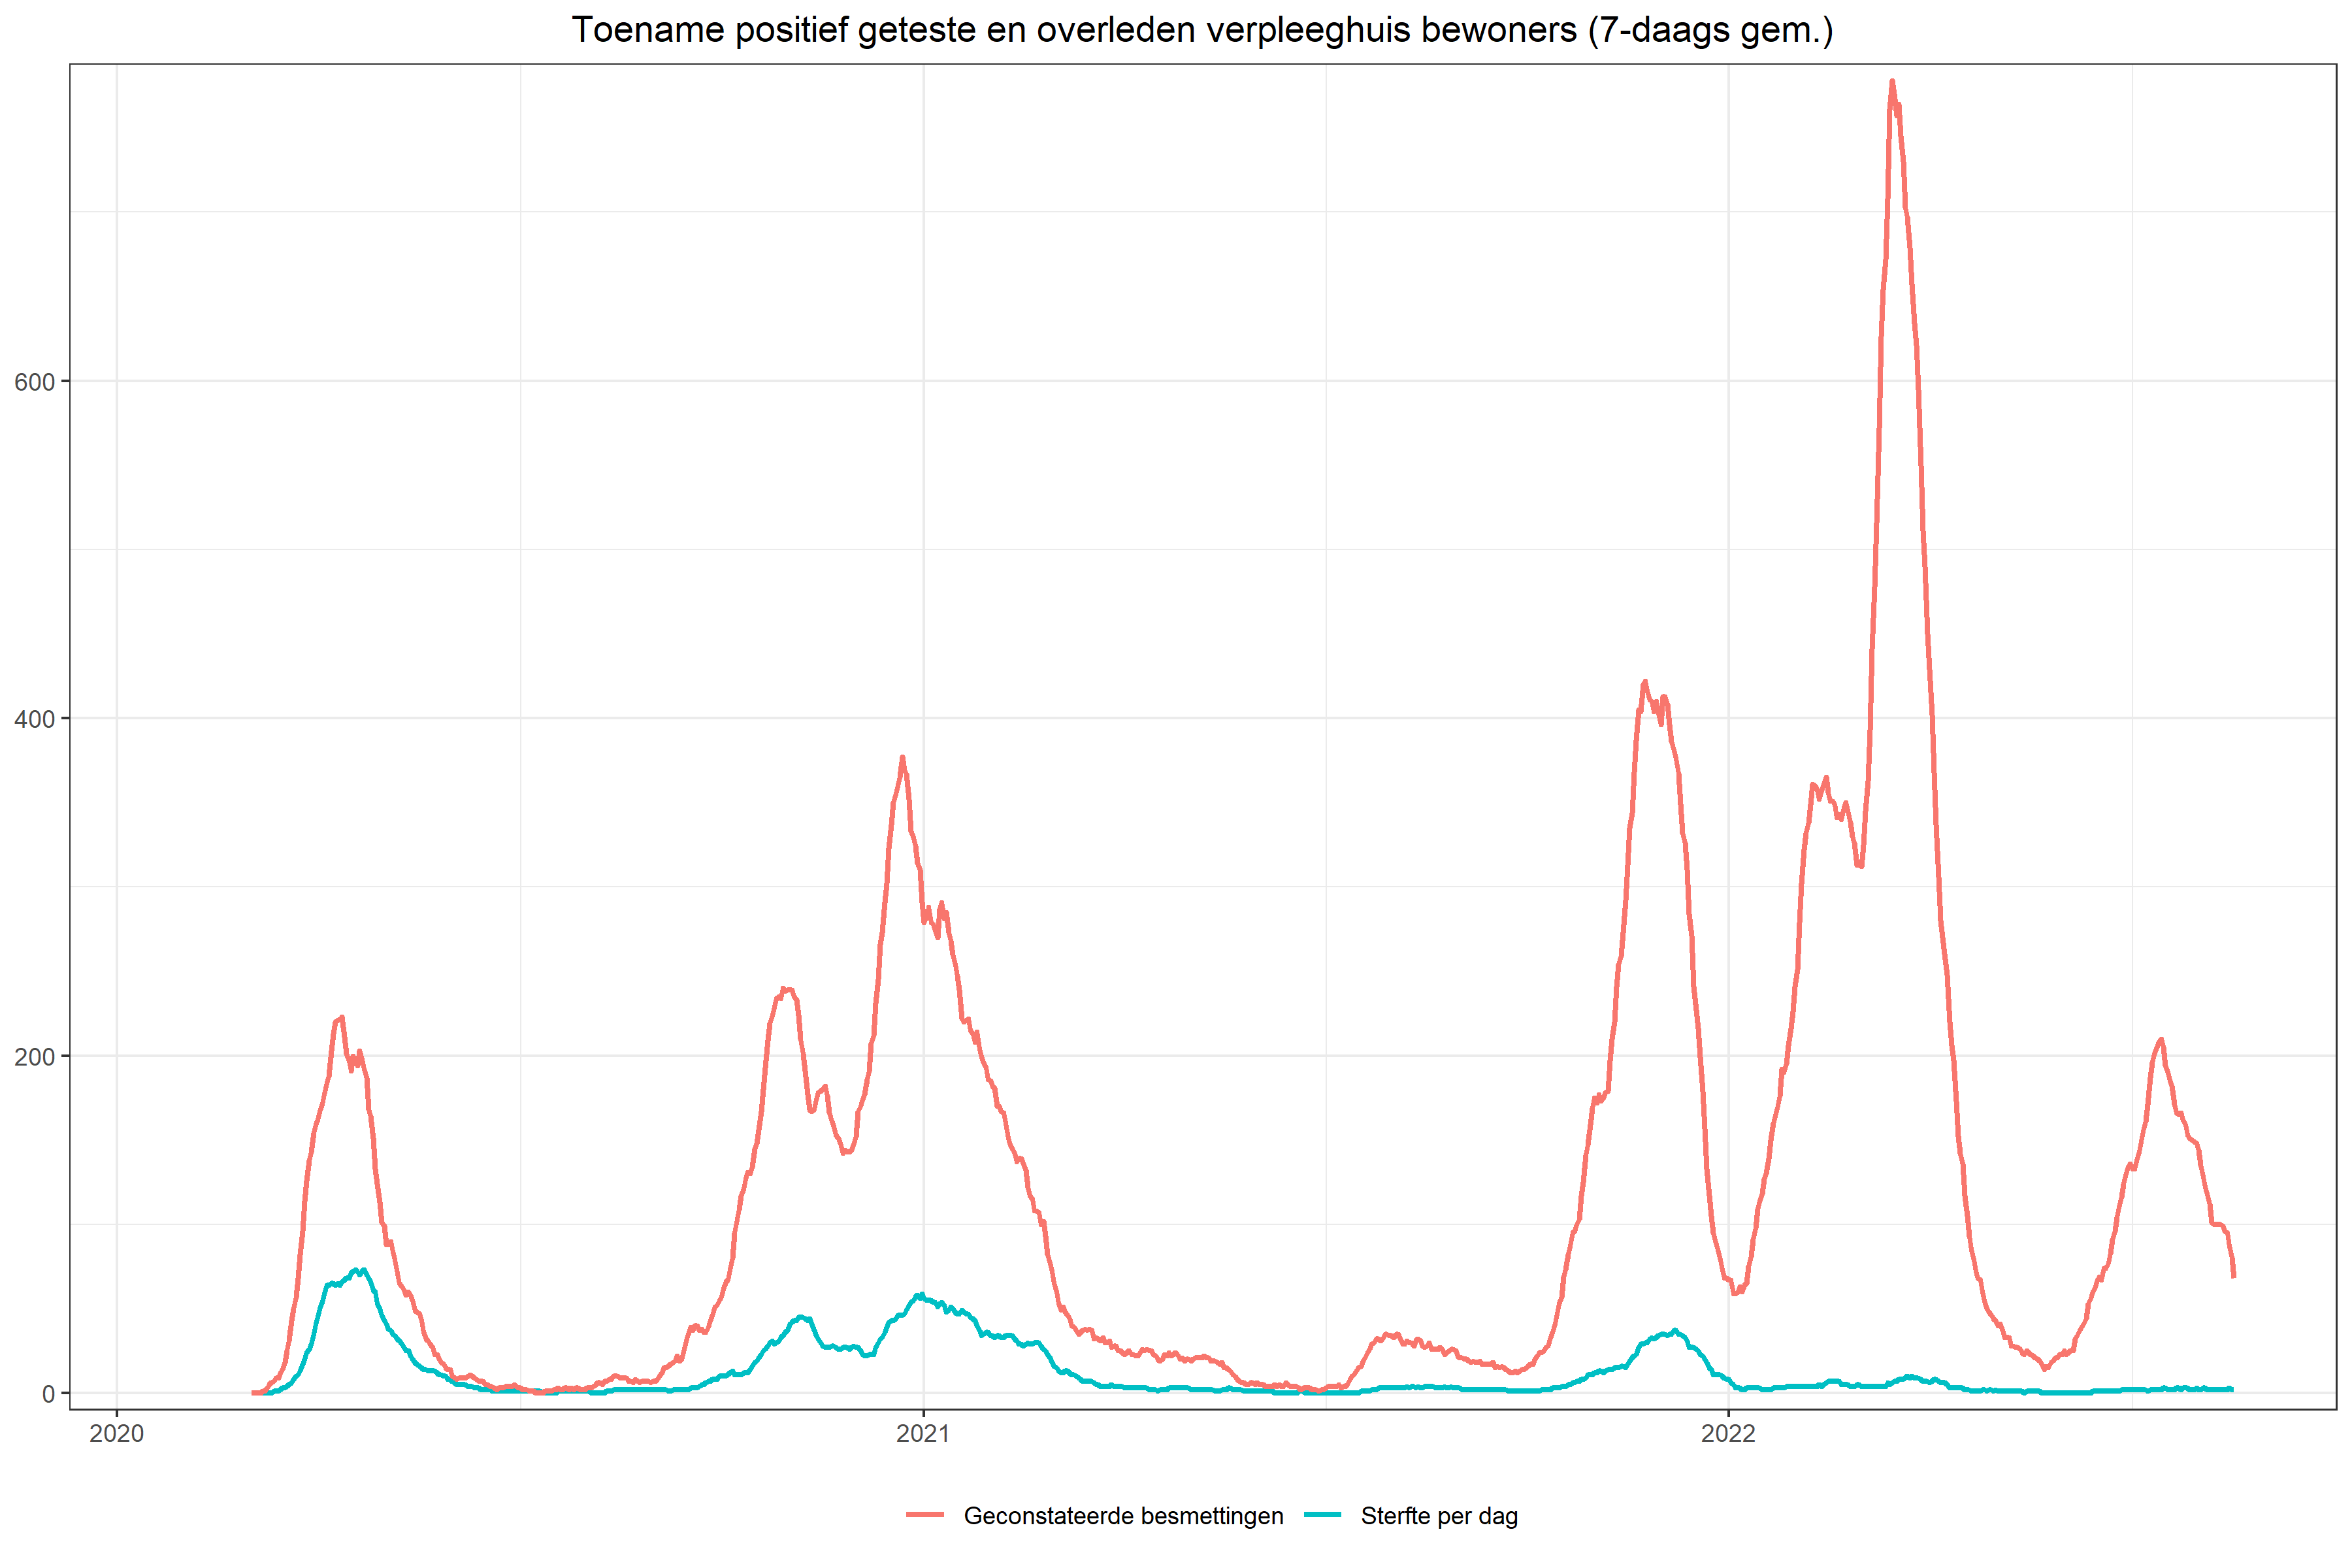 Toename positief geteste en overleden verpleeghuis bewoners (7-daags gem.)
600
400
200
0
2020 2021 2022
Geconstateerde besmettingen Sterfte per dag